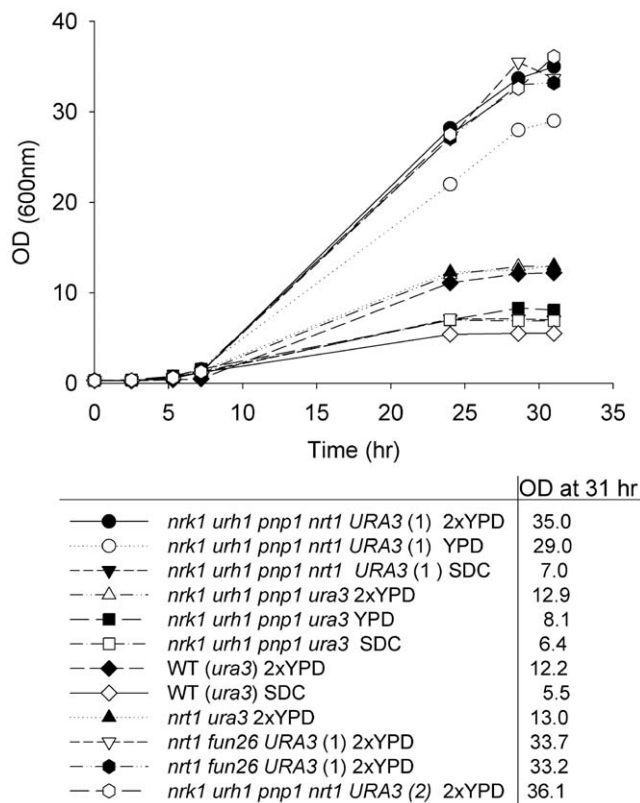 40
30
20
10
0
OD (600nm)
0 5 10 15 20 25 30 35
Time (hr)
OD at 31 hr
nrk1 urh1 pnp1 nrt1 URA3 (1) 2xYPD 35.0
nrk1 urh1 pnp1 nrt1 URA3 (1) YPD 29.0
nrk1 urh1 pnp1 nrt1 URA3 (1 ) SDC 7.0
nrk1 urh1 pnp1 ura3 2xYPD 12.9
nrk1 urh1 pnp1 ura3 YPD 8.1
nrk1 urh1 pnp1 ura3 SDC 6.4
WT (ura3) 2xYPD 12.2
WT (ura3) SDC 5.5
nrt1 ura3 2xYPD 13.0
nrt1 fun26 URA3 (1) 2xYPD 33.7
nrt1 fun26 URA3 (1) 2xYPD 33.2
nrk1 urh1 pnp1 nrt1 URA3 (2) 2xYPD 36.1